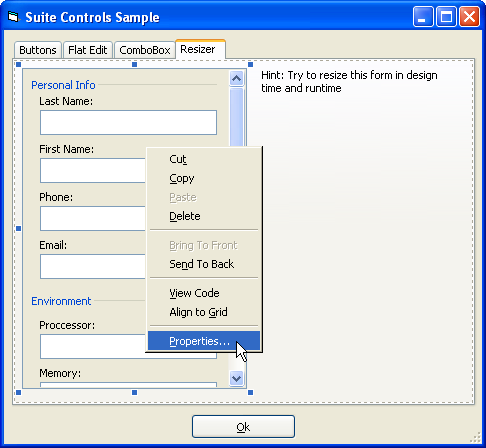 Suite Controls Sample
Buttons Flat Edit ComboBox Resizer
Personal Info
Last Name:
First Name:
Phone:
Email:
Environment
Proccessor:
Memory:
Hint: Try to resize this form in design
time and runtime
Cut
Copy
Paste
Delete
Bring To Front
Send To Back
View Code
Align to Grid
Properties...
Ok